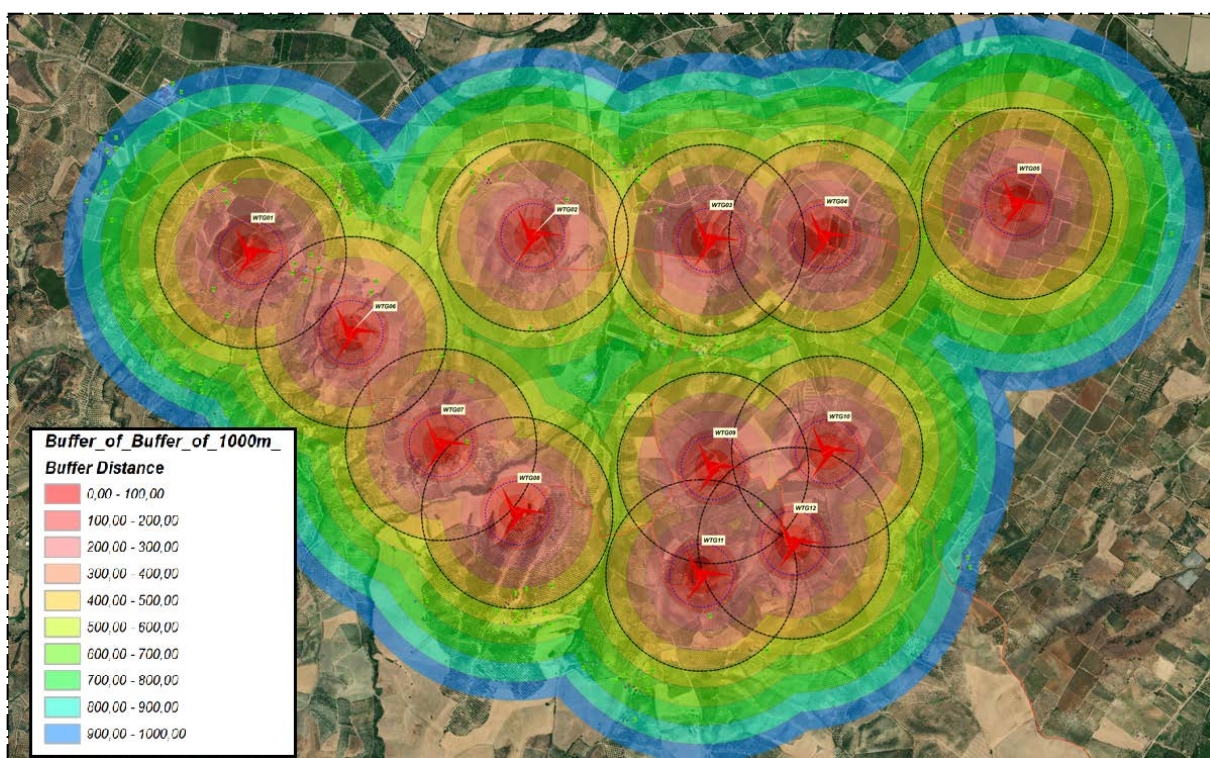 WTG05
WTG04
WTG03
WTG02
WTG01
WTG06
WTG07
WTG10
WTG09
WTG08
WTG12
WTG11
Buffer_of_Buffer_of_1000m_
Buffer Distance
0,00 - 100,00
100,00 - 200,00
200,00 - 300,00
300,00 - 400,00
400,00 - 500,00
500,00 - 600,00
600,00 - 700,00
700,00 - 800,00
800,00 - 900,00
900,00 - 1000,00